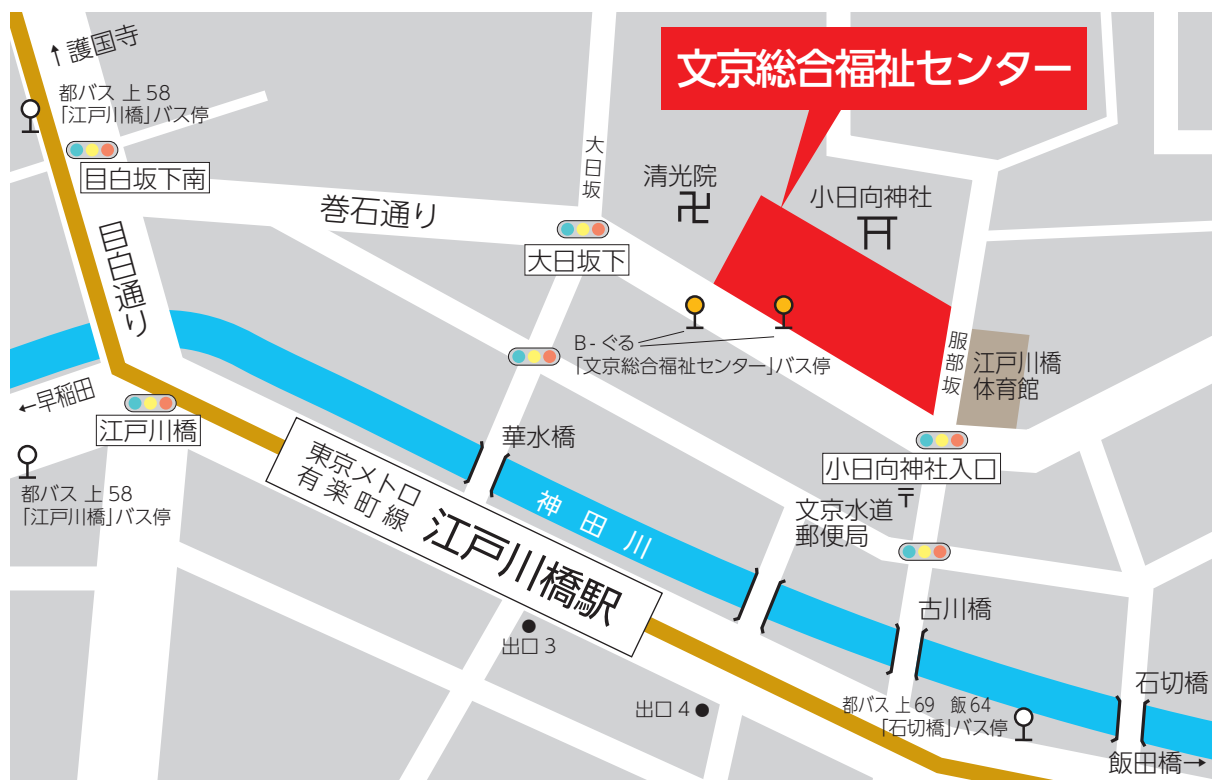 ↑護国寺
都バス 上 58
「江戸川橋」バス停
目白坂下南
文京総合福祉センター
大日坂
清光院
小日向神社
巻石通り
大日坂下
目白通り
B-ぐる
「文京総合福祉センター」バス停
服部坂
江戸川橋
体育館
←早稲田
江戸川橋
都バス 上 58
「江戸川橋」バス停
華水橋
小日向神社入口
〒
文京水道
郵便局
東京メトロ
有楽町線
江戸川橋駅
神田川
古川橋
出口 3
出口 4
都バス 上 69 飯 64
「石切橋」バス停
石切橋
飯田橋→